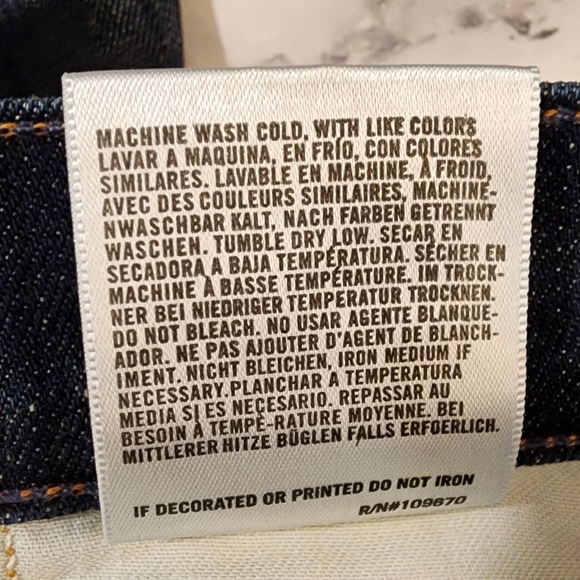 MACHINE WASH COLD, WITH LIKE COLORS
LAVAR A MAQUINA, EN FRÍO, CON COLORES
SIMILARES. LAVABLE EN MACHINE, À FROID,
AVEC DES COULEURS SIMILAIRES, MACHINE-
NWASCHBAR KALT, NACH FARBEN GETRENNT
WASCHEN. TUMBLE DRY LOW. SECAR EN
SECADORA A BAJA TEMPERATURA. SÉCHER EN
MACHINE À BASSE TEMPÉRATURE. IM TROCK-
NER BEI NIEDRIGER TEMPERATUR TROCKNEN.
DO NOT BLEACH. NO USAR AGENTE BLANQUE-
ADOR. NE PAS AJOUTER D'AGENT DE BLANCH-
IMENT. NICHT BLEICHEN, IRON MEDIUM IF
NECESSARY.PLANCHAR A TEMPERATURA
MEDIA SI ES NECESARIO. REPASSAR AU
BESOIN À TEMPÉ-RATURE MOYENNE. BEI
MITTLERER HITZE BÜGLEN FALLS ERFOERLICH.
IF DECORATED OR PRINTED DO NOT IRON
R/N#109670